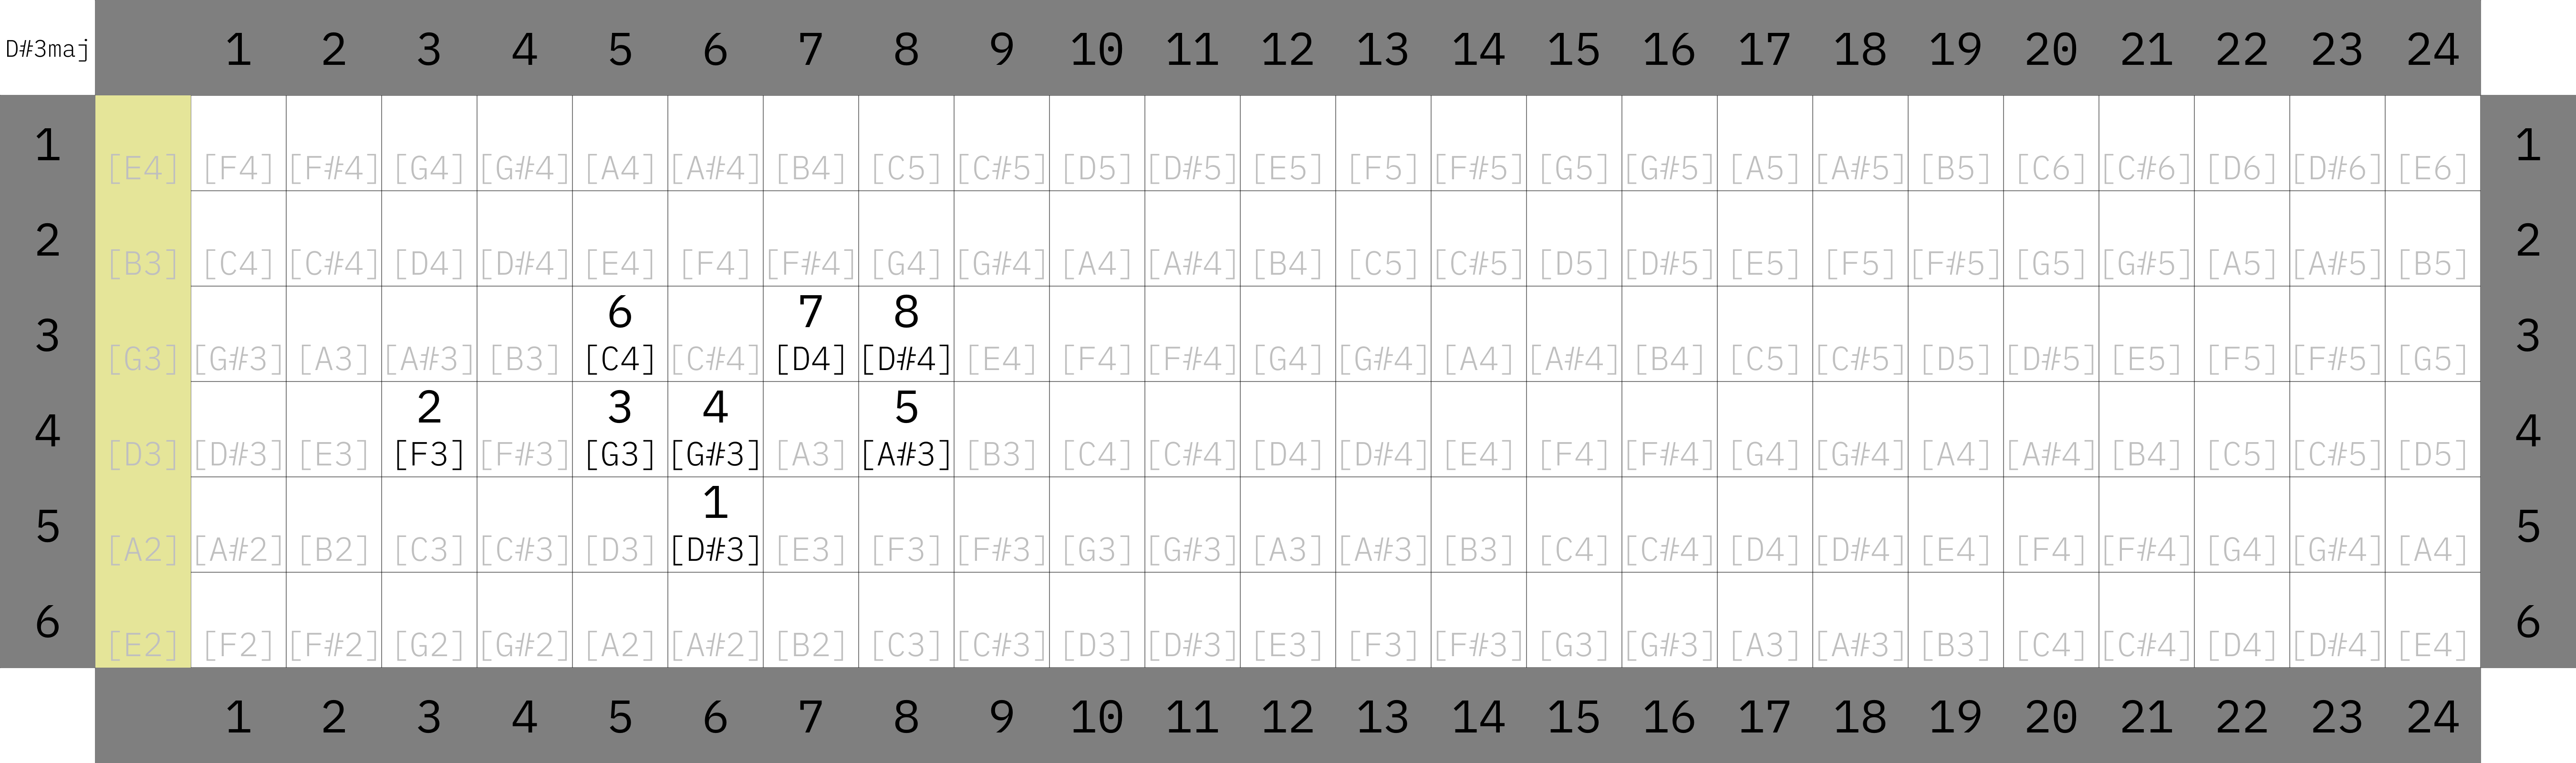 D#3maj 1 2 3 4 5 6 7 8 9 10 11 12 13 14 15 16 17 18 19 20 21 22 23 24
1 [E4] [F4] [F#4] [G4] [G#4] [A4] [A#4] [B4] [C5] [C#5] [D5] [D#5] [E5] [F5] [F#5] [G5] [G#5] [A5] [A#5] [B5] [C6] [C#6] [D6] [D#6] [E6] 1
2 [B3] [C4] [C#4] [D4] [D#4] [E4] [F4] [F#4] [G4] [G#4] [A4] [A#4] [B4] [C5] [C#5] [D5] [D#5] [E5] [F5] [F#5] [G5] [G#5] [A5] [A#5] [B5] 2
6 7 8
3 [G3] [G#3] [A3] [A#3] [B3] [C4] [C#4] [D4] [D#4] [E4] [F4] [F#4] [G4] [G#4] [A4] [A#4] [B4] [C5] [C#5] [D5] [D#5] [E5] [F5] [F#5] [G5] 3
2 3 4 5
4 [D3] [D#3] [E3] [F3] [F#3] [G3] [G#3] [A3] [A#3] [B3] [C4] [C#4] [D4] [D#4] [E4] [F4] [F#4] [G4] [G#4] [A4] [A#4] [B4] [C5] [C#5] [D5] 4
1
5 [A2] [A#2] [B2] [C3] [C#3] [D3] [D#3] [E3] [F3] [F#3] [G3] [G#3] [A3] [A#3] [B3] [C4] [C#4] [D4] [D#4] [E4] [F4] [F#4] [G4] [G#4] [A4] 5
6 [E2] [F2] [F#2] [G2] [G#2] [A2] [A#2] [B2] [C3] [C#3] [D3] [D#3] [E3] [F3] [F#3] [G3] [G#3] [A3] [A#3] [B3] [C4] [C#4] [D4] [D#4] [E4] 6
1 2 3 4 5 6 7 8 9 10 11 12 13 14 15 16 17 18 19 20 21 22 23 24